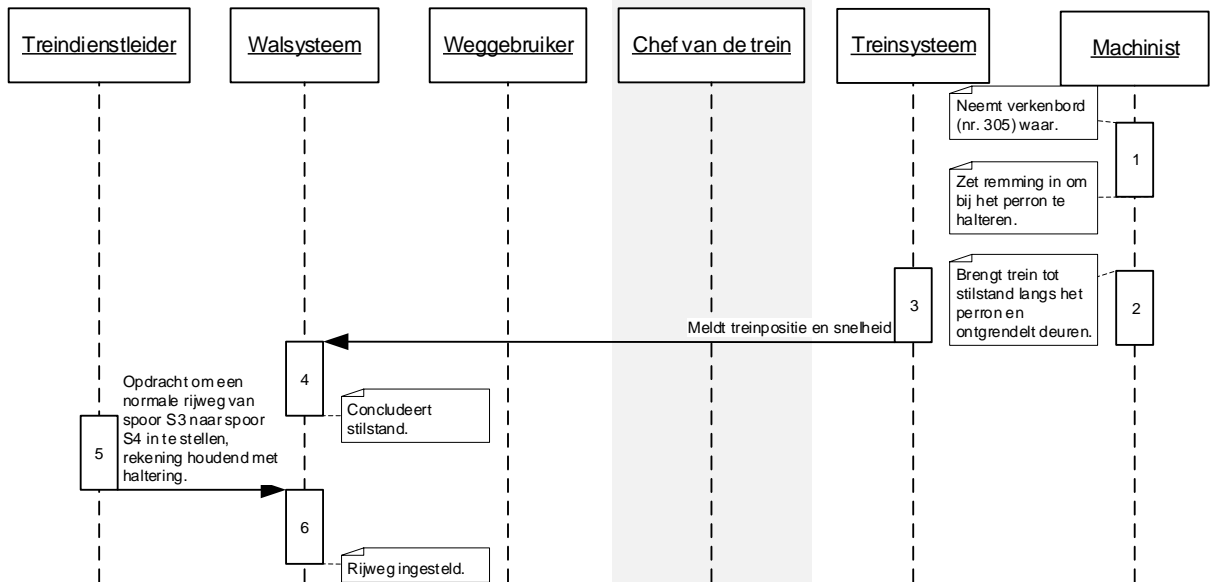 Treindienstleider
Walsysteem
Weggebruiker
Chef van de trein
Treinsysteem
Machinist
Neemt verkenbord
(nr. 305) waar.
1
Zet remming in om
bij het perron te
halteren.
Brengt trein tot
stilstand langs het
perron en
ontgrendelt deuren.
2
3
Meldt treinpositie en snelheid
4
Concludeert
stilstand.
Opdracht om een
normale rijweg van
spoor S3 naar spoor
S4 in te stellen,
rekening houdend met
haltering.
5
6
Rijweg ingesteld.